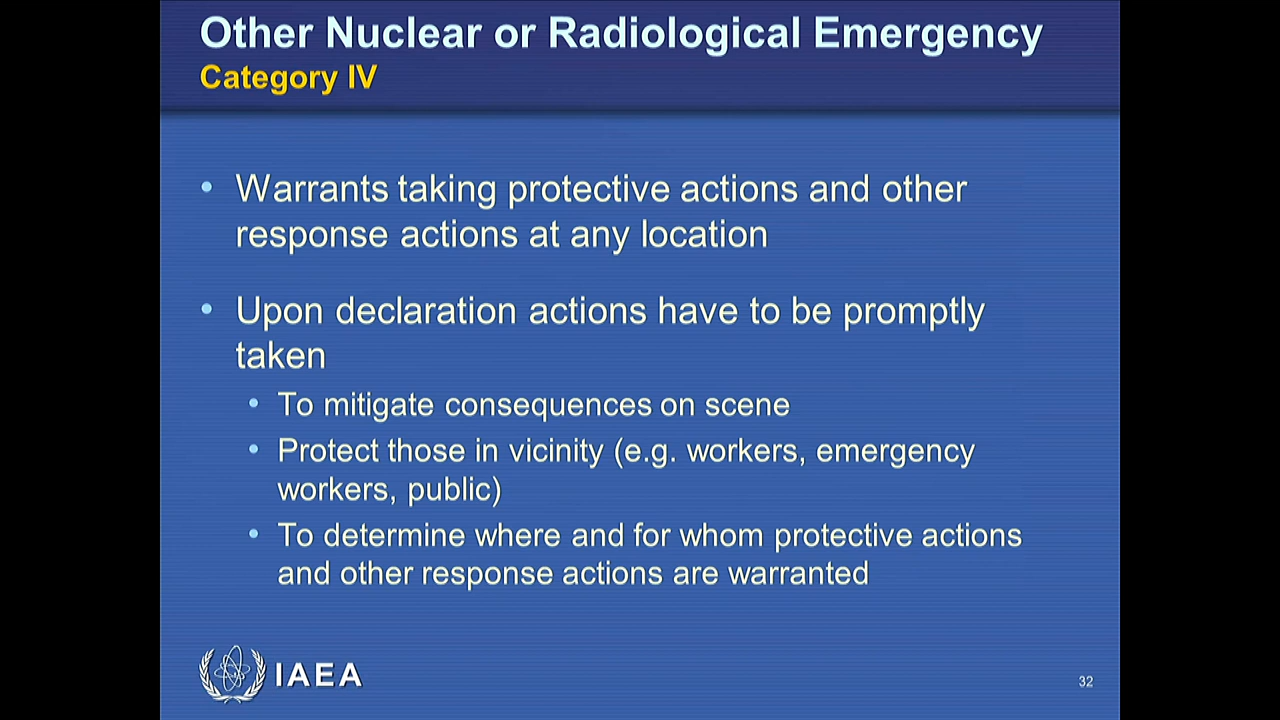 Other Nuclear or Radiological Emergency
Category IV
• Warrants taking protective actions and other
response actions at any location
• Upon declaration actions have to be promptly
taken
• To mitigate consequences on scene
• Protect those in vicinity (e.g. workers, emergency
workers, public)
• To determine where and for whom protective actions
and other response actions are warranted
IAEA
32